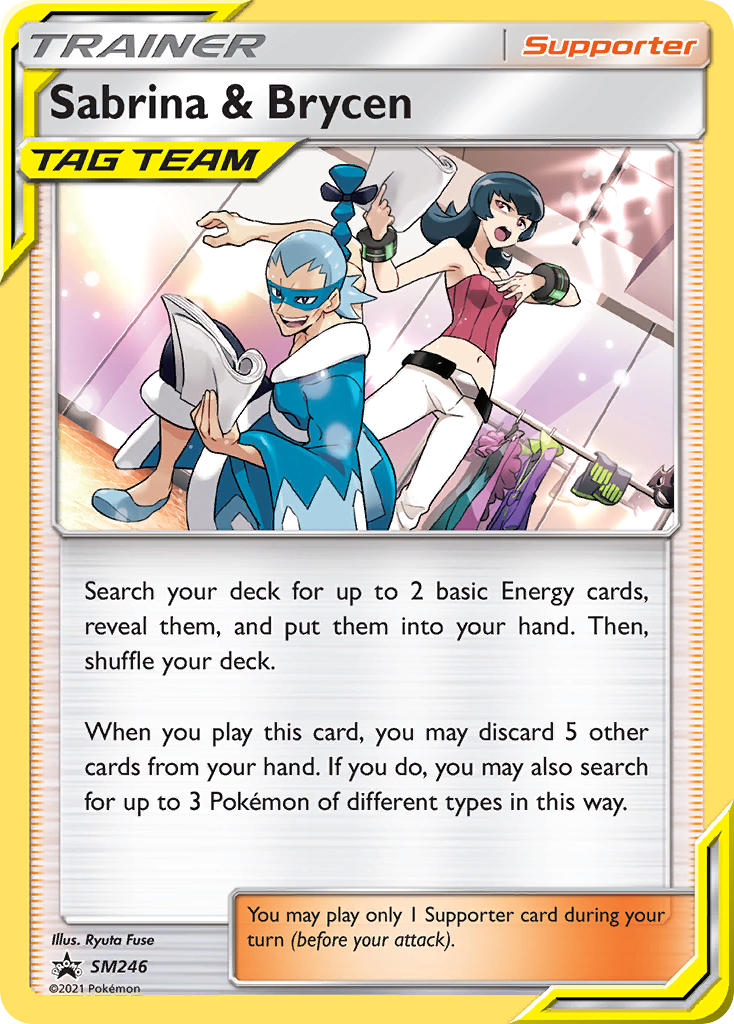 TRAINER
Supporter
Sabrina & Brycen
TAG TEAM
Search your deck for up to 2 basic Energy cards,
reveal them, and put them into your hand. Then,
shuffle your deck.
When you play this card, you may discard 5 other
cards from your hand. If you do, you may also search
for up to 3 Pokémon of different types in this way.
You may play only 1 Supporter card during your
turn (before your attack).
Illus. Ryuta Fuse
SM246
©2021 Pokémon